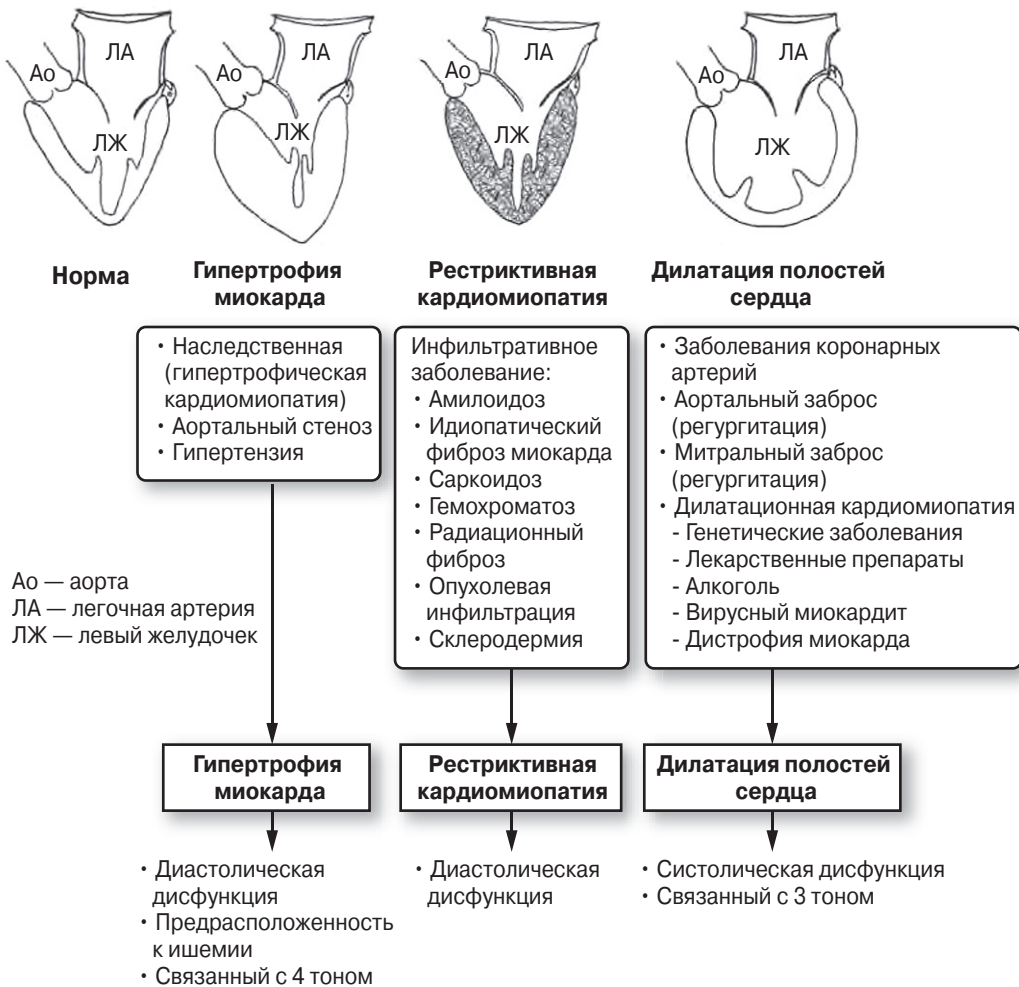 Ао
ЛА
ЛЖ
Ао
ЛА
ЛЖ
Ао
ЛА
ЛЖ
Ао
ЛА
ЛЖ
Норма
Гипертрофия
миокарда
Рестриктивная
кардиомиопатия
Дилатация полостей
сердца
· Наследственная
(гипертрофическая
кардиомиопатия)
· Аортальный стеноз
· Гипертензия
Инфильтративное
заболевание:
· Амилоидоз
· Идиопатический
фиброз миокарда
· Саркоидоз
· Гемохроматоз
· Радиационный
фиброз
· Опухолевая
инфильтрация
· Склеродермия
· Заболевания коронарных
артерий
· Аортальный заброс
(регургитация)
· Митральный заброс
(регургитация)
· Дилатационная кардиомиопатия
- Генетические заболевания
- Лекарственные препараты
- Алкоголь
- Вирусный миокардит
- Дистрофия миокарда
Ао — аорта
ЛА — легочная артерия
ЛЖ — левый желудочек
Гипертрофия
миокарда
Рестриктивная
кардиомиопатия
Дилатация полостей
сердца
· Диастолическая
дисфункция
· Предрасположенность
к ишемии
· Связанный с 4 тоном
· Диастолическая
дисфункция
· Систолическая дисфункция
· Связанный с 3 тоном